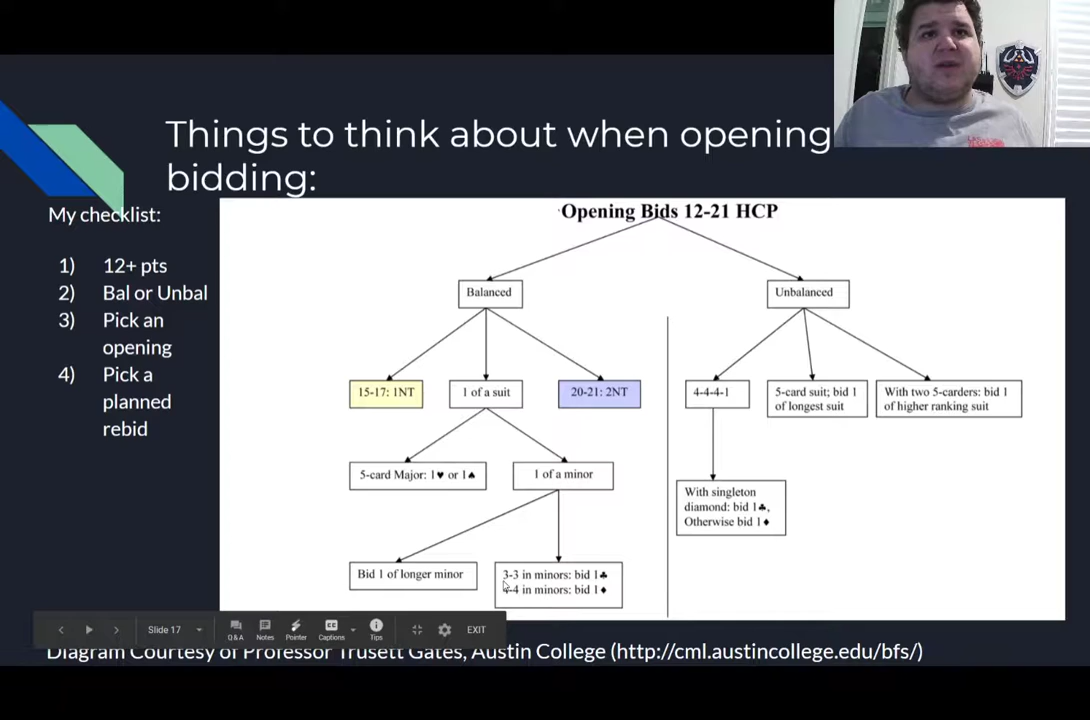 Things to think about when opening
bidding:
My checklist:
1) 12+ pts
2) Bal or Unbal
3) Pick an
opening
4) Pick a
planned
rebid
Opening Bids 12-21 HCP
Balanced
Unbalanced
15-17: 1NT
1 of a suit
20-21: 2NT
4-4-4-1
5-card suit; bid 1
of longest suit
With two 5-carders: bid 1
of higher ranking suit
5-card Major: 1♥ or 1♠
1 of a minor
With singleton
diamond: bid 1♣,
Otherwise bid 1♦
Bid 1 of longer minor
3-3 in minors: bid 1♣
4-4 in minors: bid 1♦
Slide 17
Q&A
Notes
Pointer
Captions
Tips
EXIT
Diagram Courtesy of Professor Trusett Gates, Austin College (http://cml.austincollege.edu/bfs/)